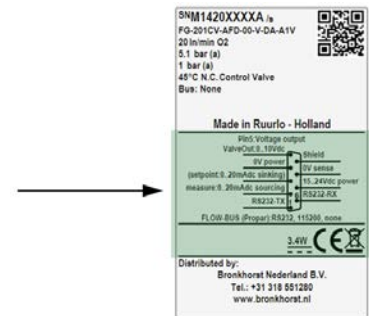 SNM1420XXXXA /s
FG-201CV-AFD-00-V-DA-A1V
20 ln/min O2
5.1 bar (a)
1 bar (a)
45°C N.C. Control Valve
Bus: None
Made in Ruurlo - Holland
Pin5: Voltage output
ValveOut: 0..10Vdc
Shield
0V power
0V sense
(setpoint:0..20mAdc sinking)
15..24Vdc power
measure:0..20mAdc sourcing
RS232-RX
RS232-TX
FLOW-BUS (Propar):RS232, 115200, none
3.4W CE
Distributed by:
Bronkhorst Nederland B.V.
Tel.: +31 318 551280
www.bronkhorst.nl